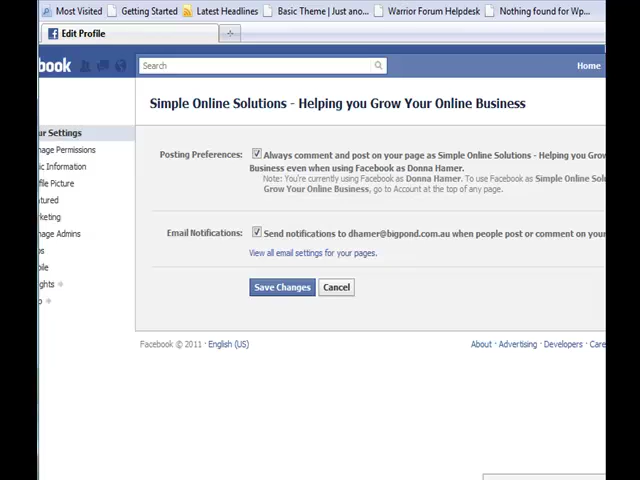 Most Visited Getting Started Latest Headlines Basic Theme | Just ano... Warrior Forum Helpdesk Nothing found for Wp...
Edit Profile
book Search Home
Simple Online Solutions - Helping you Grow Your Online Business
ur Settings
nage Permissions
ic Information
file Picture
tured
keting
nage Admins
ps
ile
ights
p
Posting Preferences: Always comment and post on your page as Simple Online Solutions - Helping you Grow
Business even when using Facebook as Donna Hamer.
Note: You're currently using Facebook as Donna Hamer. To use Facebook as Simple Online Solu
Grow Your Online Business, go to Account at the top of any page.
Email Notifications: Send notifications to dhamer@bigpond.com.au when people post or comment on your
View all email settings for your pages.
Save Changes Cancel
Facebook © 2011 · English (US) About · Advertising · Developers · Care